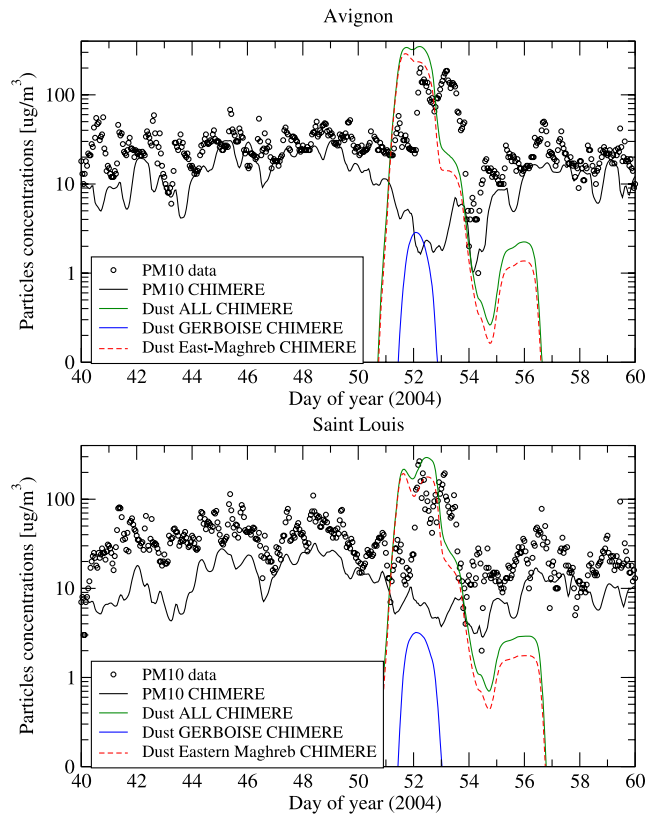 Avignon
Particles concentrations [ug/m³]
100
10
1
0
PM10 data
PM10 CHIMERE
Dust ALL CHIMERE
Dust GERBOISE CHIMERE
Dust East-Maghreb CHIMERE
40 42 44 46 48 50 52 54 56 58 60
Day of year (2004)
Saint Louis
Particles concentrations [ug/m³]
100
10
1
0
PM10 data
PM10 CHIMERE
Dust ALL CHIMERE
Dust GERBOISE CHIMERE
Dust Eastern Maghreb CHIMERE
40 42 44 46 48 50 52 54 56 58 60
Day of year (2004)